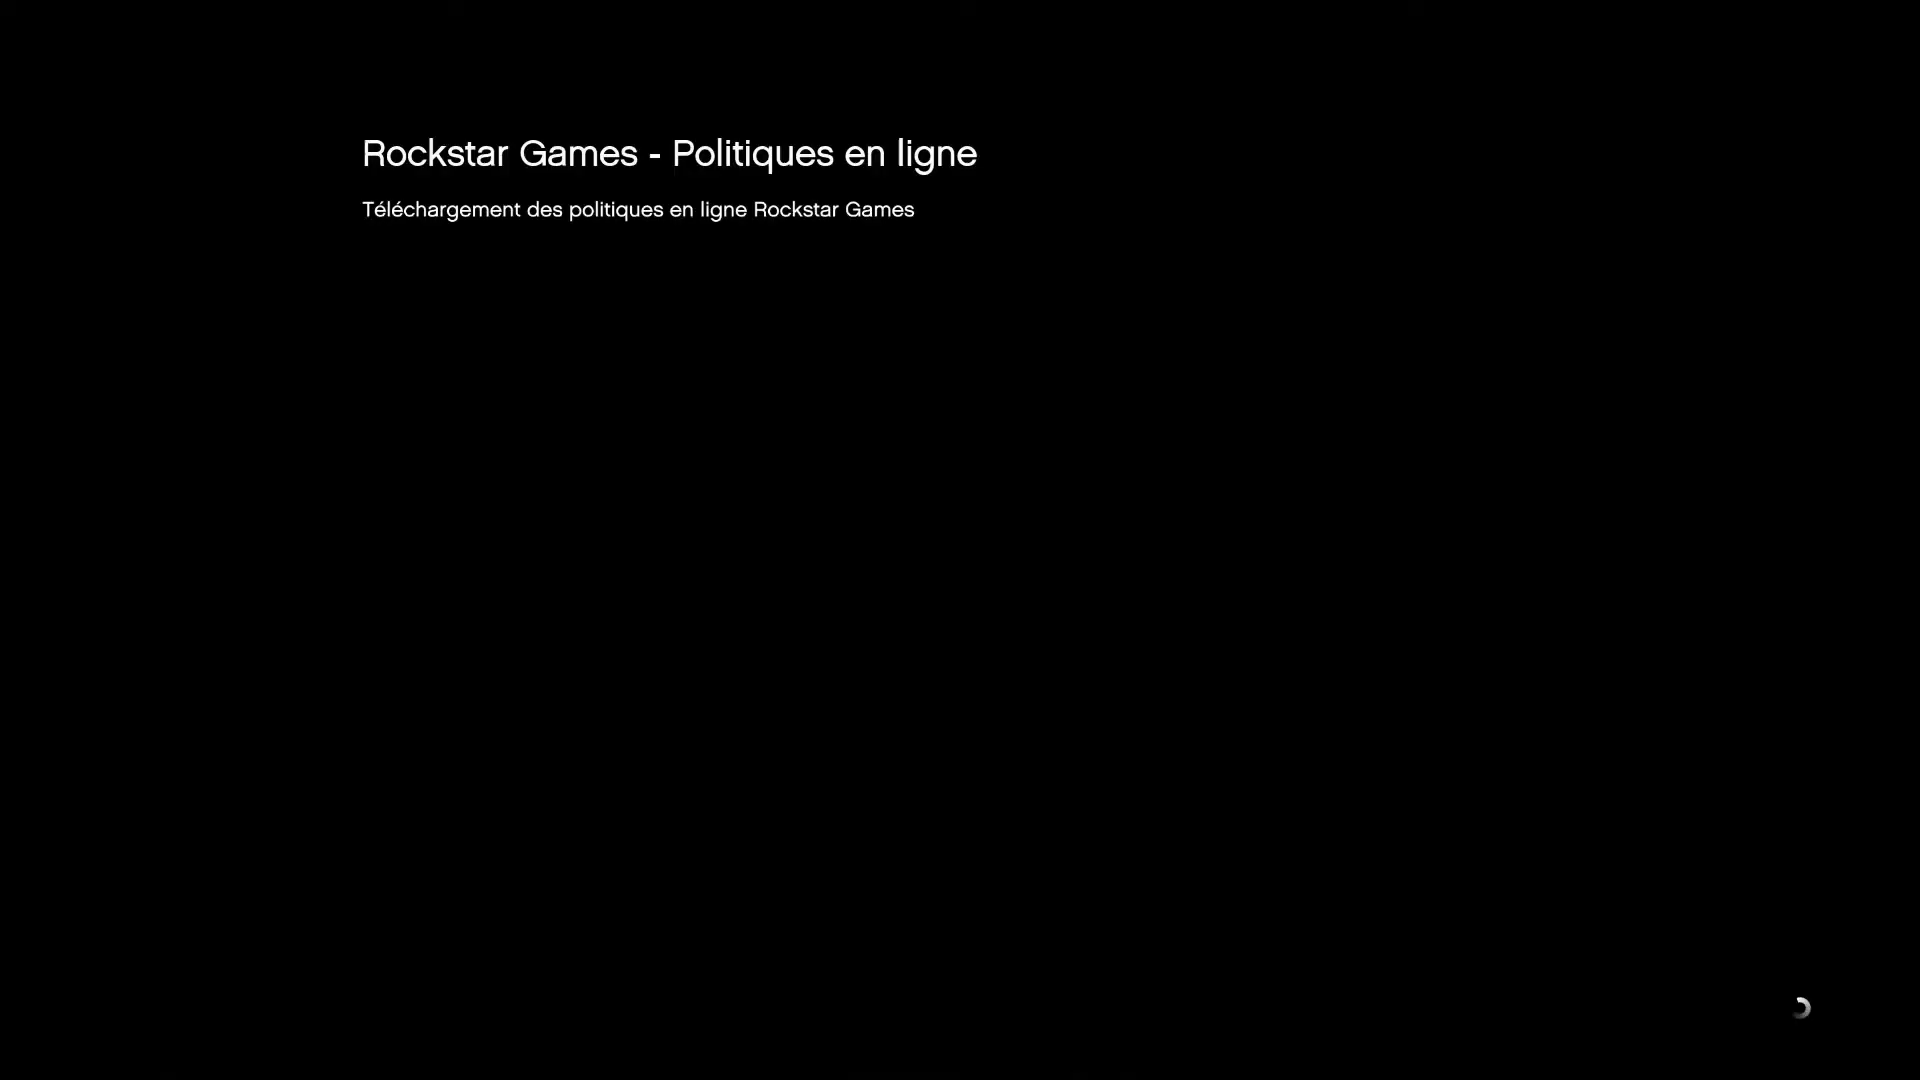 Rockstar Games - Politiques en ligne
Téléchargement des politiques en ligne Rockstar Games